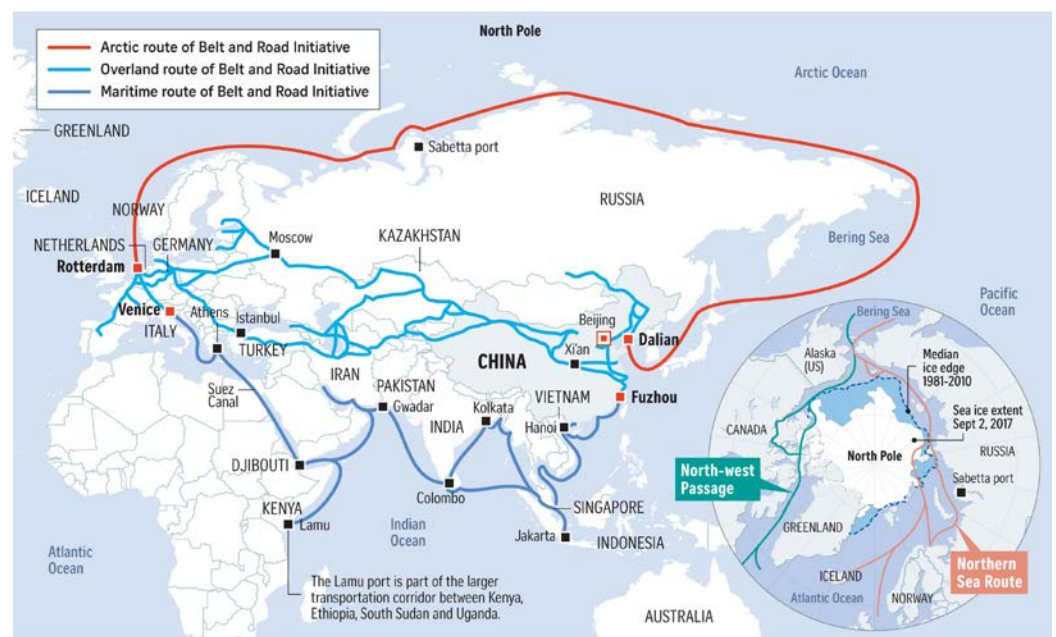 North Pole
Arctic route of Belt and Road Initiative
Overland route of Belt and Road Initiative
Maritime route of Belt and Road Initiative
Arctic Ocean
GREENLAND
Sabetta port
ICELAND
NORWAY
RUSSIA
NETHERLANDS
GERMANY
Moscow
KAZAKHSTAN
Bering Sea
Rotterdam
Venice
Athens
Istanbul
ITALY
TURKEY
Beijing
Dalian
Xi'an
CHINA
Pacific
Ocean
Suez
Canal
IRAN
PAKISTAN
Gwadar
Kolkata
INDIA
VIETNAM
Hanoi
Fuzhou
DJIBOUTI
Colombo
KENYA
Lamu
SINGAPORE
Jakarta
INDONESIA
Indian
Ocean
Atlantic
Ocean
The Lamu port is part of the larger
transportation corridor between Kenya,
Ethiopia, South Sudan and Uganda.
AUSTRALIA
Bering Sea
Alaska
(US)
Median
ice edge
1981-2010
Sea ice extent
Sept 2, 2017
CANADA
North Pole
RUSSIA
North-west
Passage
Sabetta port
GREENLAND
Northern
Sea Route
ICELAND
Atlantic Ocean
NORWAY